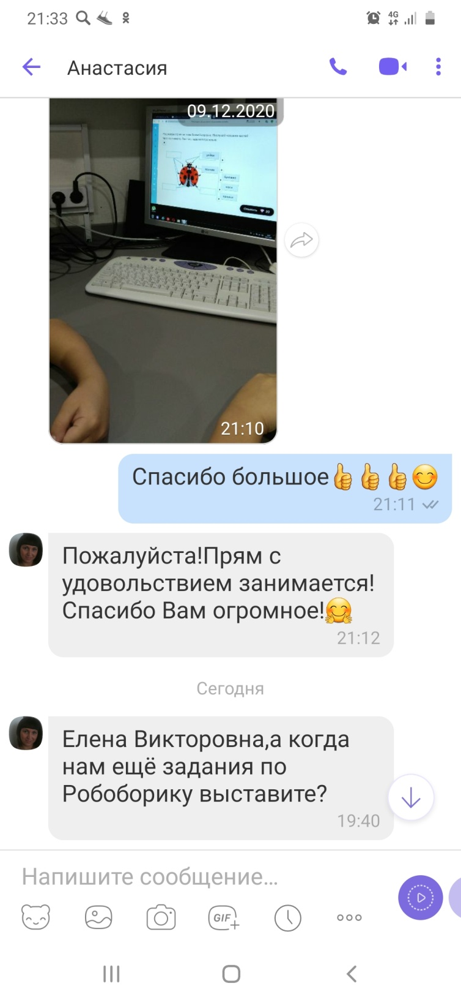 21:33
4G
Анастасия
09.12.2020
21:10
Спасибо большое👍👍👍😊
21:11
Пожалуйста!Прям с
удовольствием занимается!
Спасибо Вам огромное!🤗
21:12
Сегодня
Елена Викторовна,а когда
нам ещё задания по
Робоборику выставите?
19:40
Напишите сообщение...
GIF